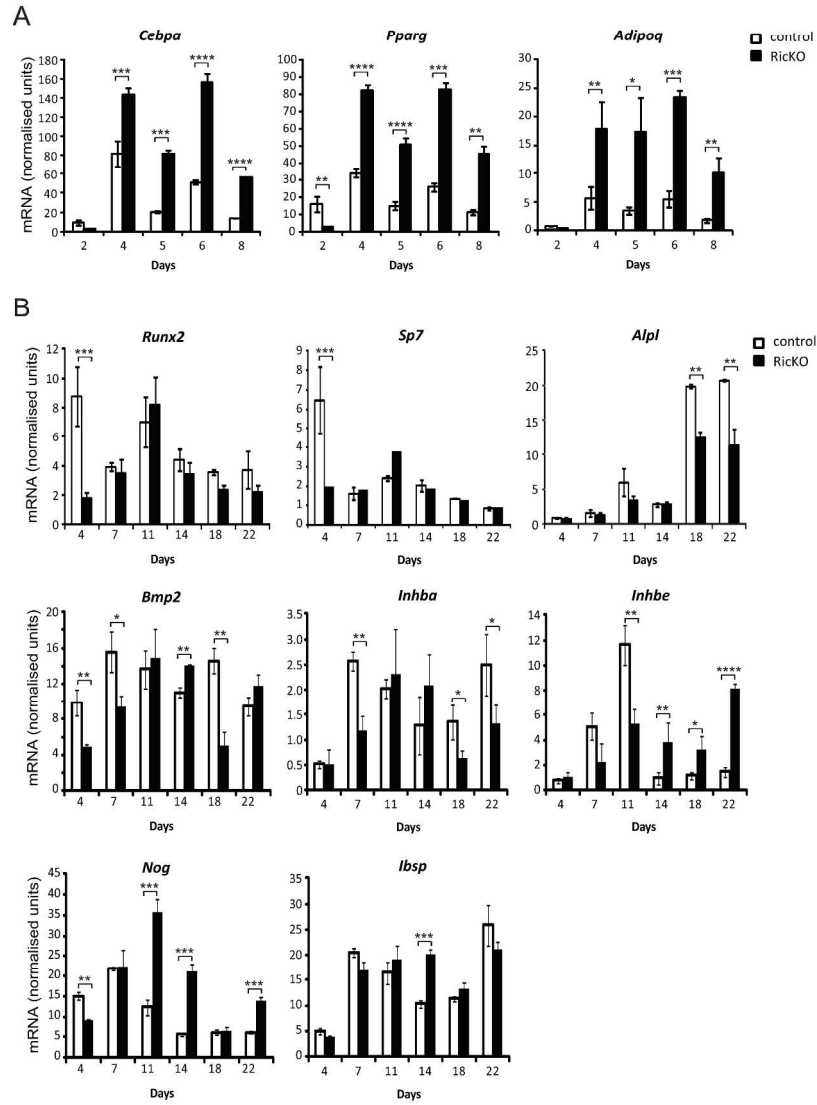 A
Cebpa Pparg Adipoq
control
RicKO
mRNA (normalised units)
180 160 140 120 100 80 60 40 20 0
*** *** **** ****
2 4 5 6 8
Days
100 90 80 70 60 50 40 30 20 10 0
** **** **** *** **
2 4 5 6 8
Days
30 25 20 15 10 5 0
** * *** **
2 4 5 6 8
Days
B
Runx2 Sp7 Alpl
control
RicKO
mRNA (normalised units)
12 10 8 6 4 2 0
***
4 7 11 14 18 22
Days
9 8 7 6 5 4 3 2 1 0
***
4 7 11 14 18 22
Days
25 20 15 10 5 0
** **
4 7 11 14 18 22
Days
Bmp2 Inhba Inhbe
mRNA (normalised units)
20 16 12 8 4 0
** * ** **
4 7 11 14 18 22
Days
3.5 3.0 2.5 2.0 1.5 1.0 0.5 0
** * *
4 7 11 14 18 22
Days
14 12 10 8 6 4 2 0
** ** * ****
4 7 11 14 18 22
Days
Nog Ibsp
mRNA (normalised units)
45 40 35 30 25 20 15 15 5 0
** *** *** ***
4 7 11 14 18 22
Days
35 30 25 20 15 10 5 0
***
4 7 11 14 18 22
Days